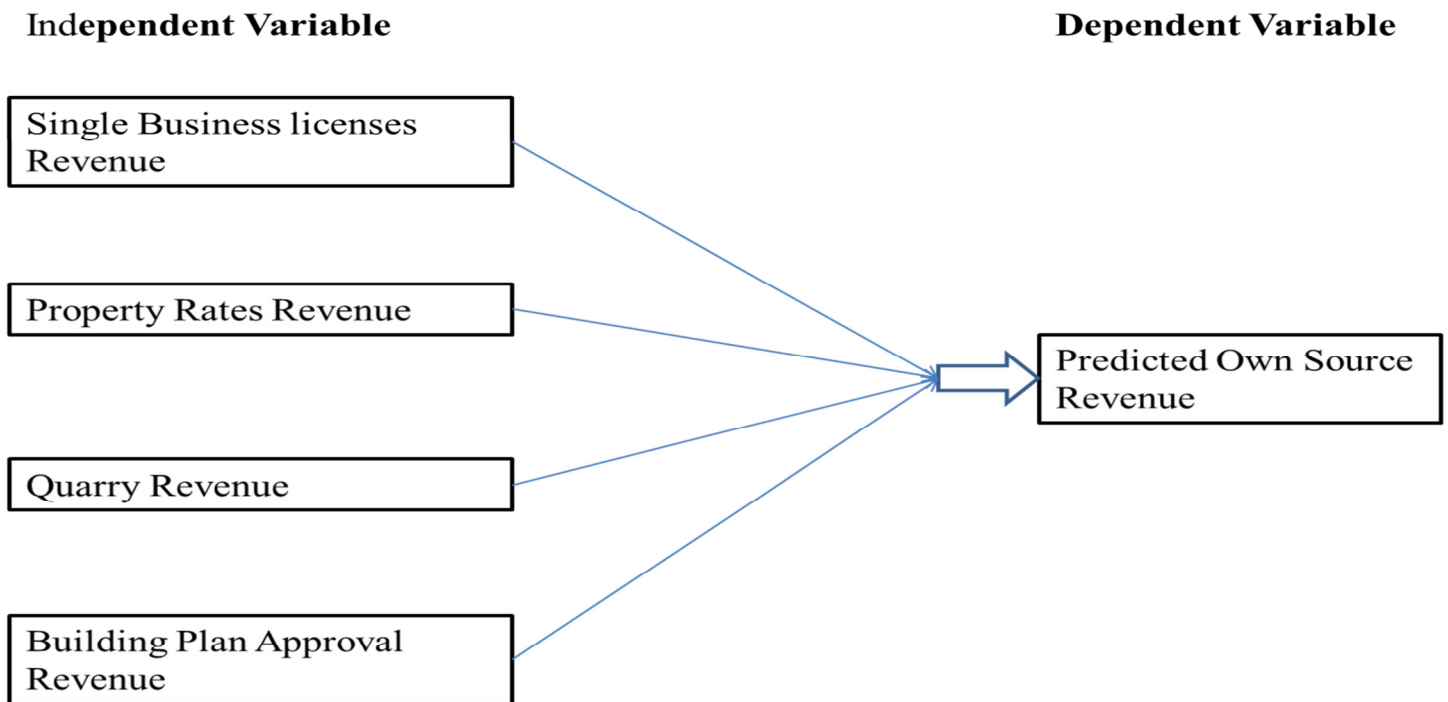 Independent Variable
Dependent Variable
Single Business licenses
Revenue
Property Rates Revenue
Predicted Own Source
Revenue
Quarry Revenue
Building Plan Approval
Revenue